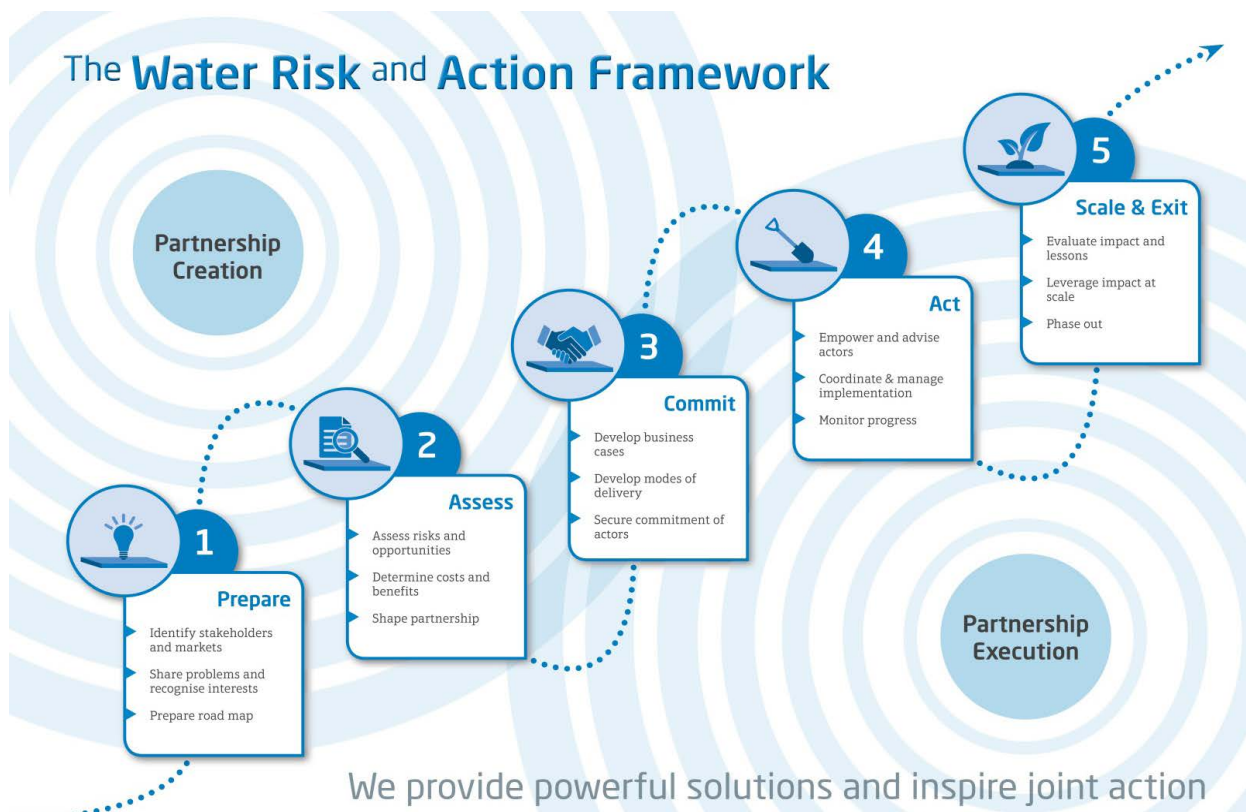 The Water Risk and Action Framework
Partnership
Creation
1
Prepare
Identify stakeholders
and markets
Share problems and
recognise interests
Prepare road map
2
Assess
Assess risks and
opportunities
Determine costs and
benefits
Shape partnership
3
Commit
Develop business
cases
Develop modes of
delivery
Secure commitment of
actors
4
Act
Empower and advise
actors
Coordinate & manage
implementation
Monitor progress
5
Scale & Exit
Evaluate impact and
lessons
Leverage impact at
scale
Phase out
Partnership
Execution
We provide powerful solutions and inspire joint action